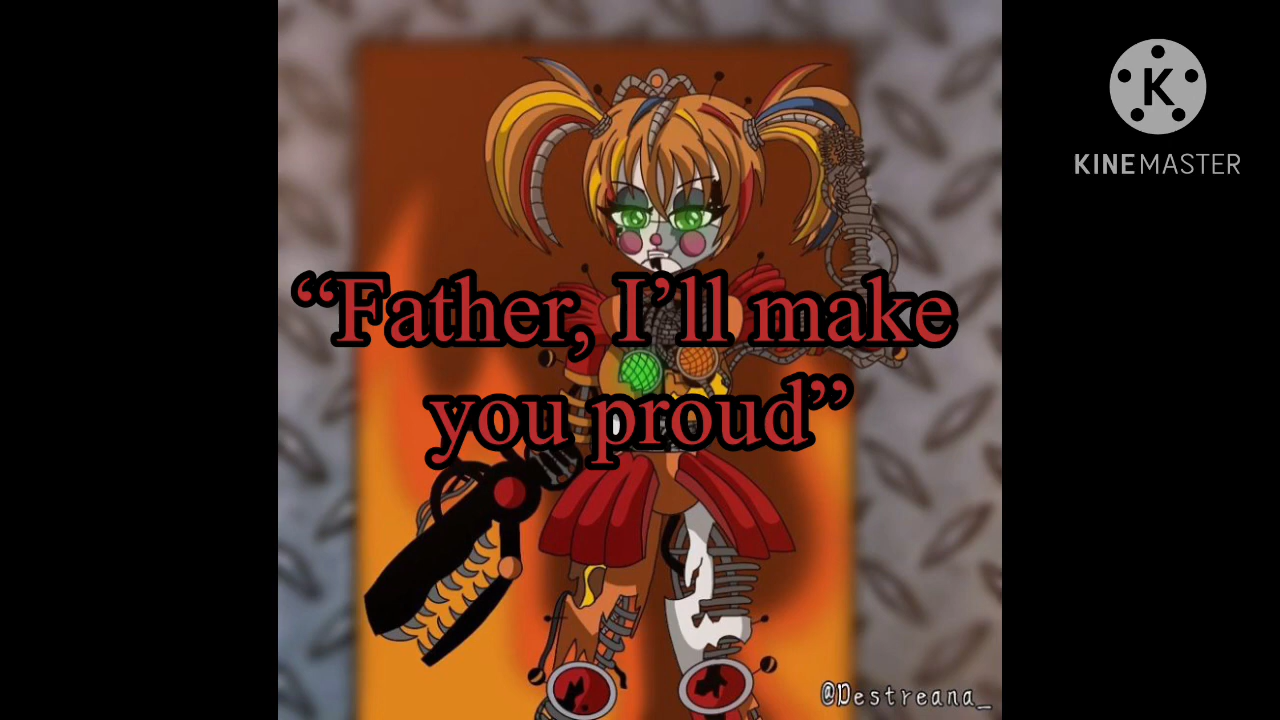 K
KINEMASTER
“Father, I’ll make
you proud”
@Destreana_